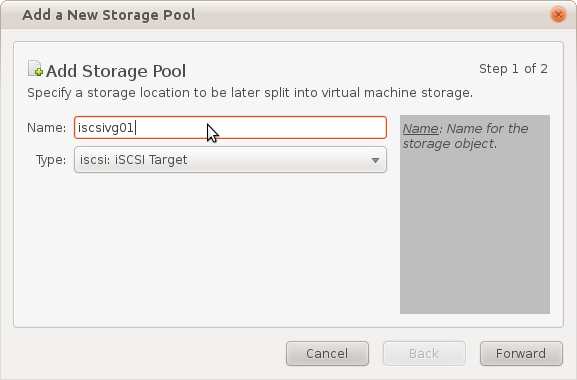 Add a New Storage Pool
Add Storage Pool
Step 1 of 2
Specify a storage location to be later split into virtual machine storage.
Name: iscsivg01
Type: iscsi: iSCSI Target
Name: Name for the
storage object.
Cancel
Back
Forward